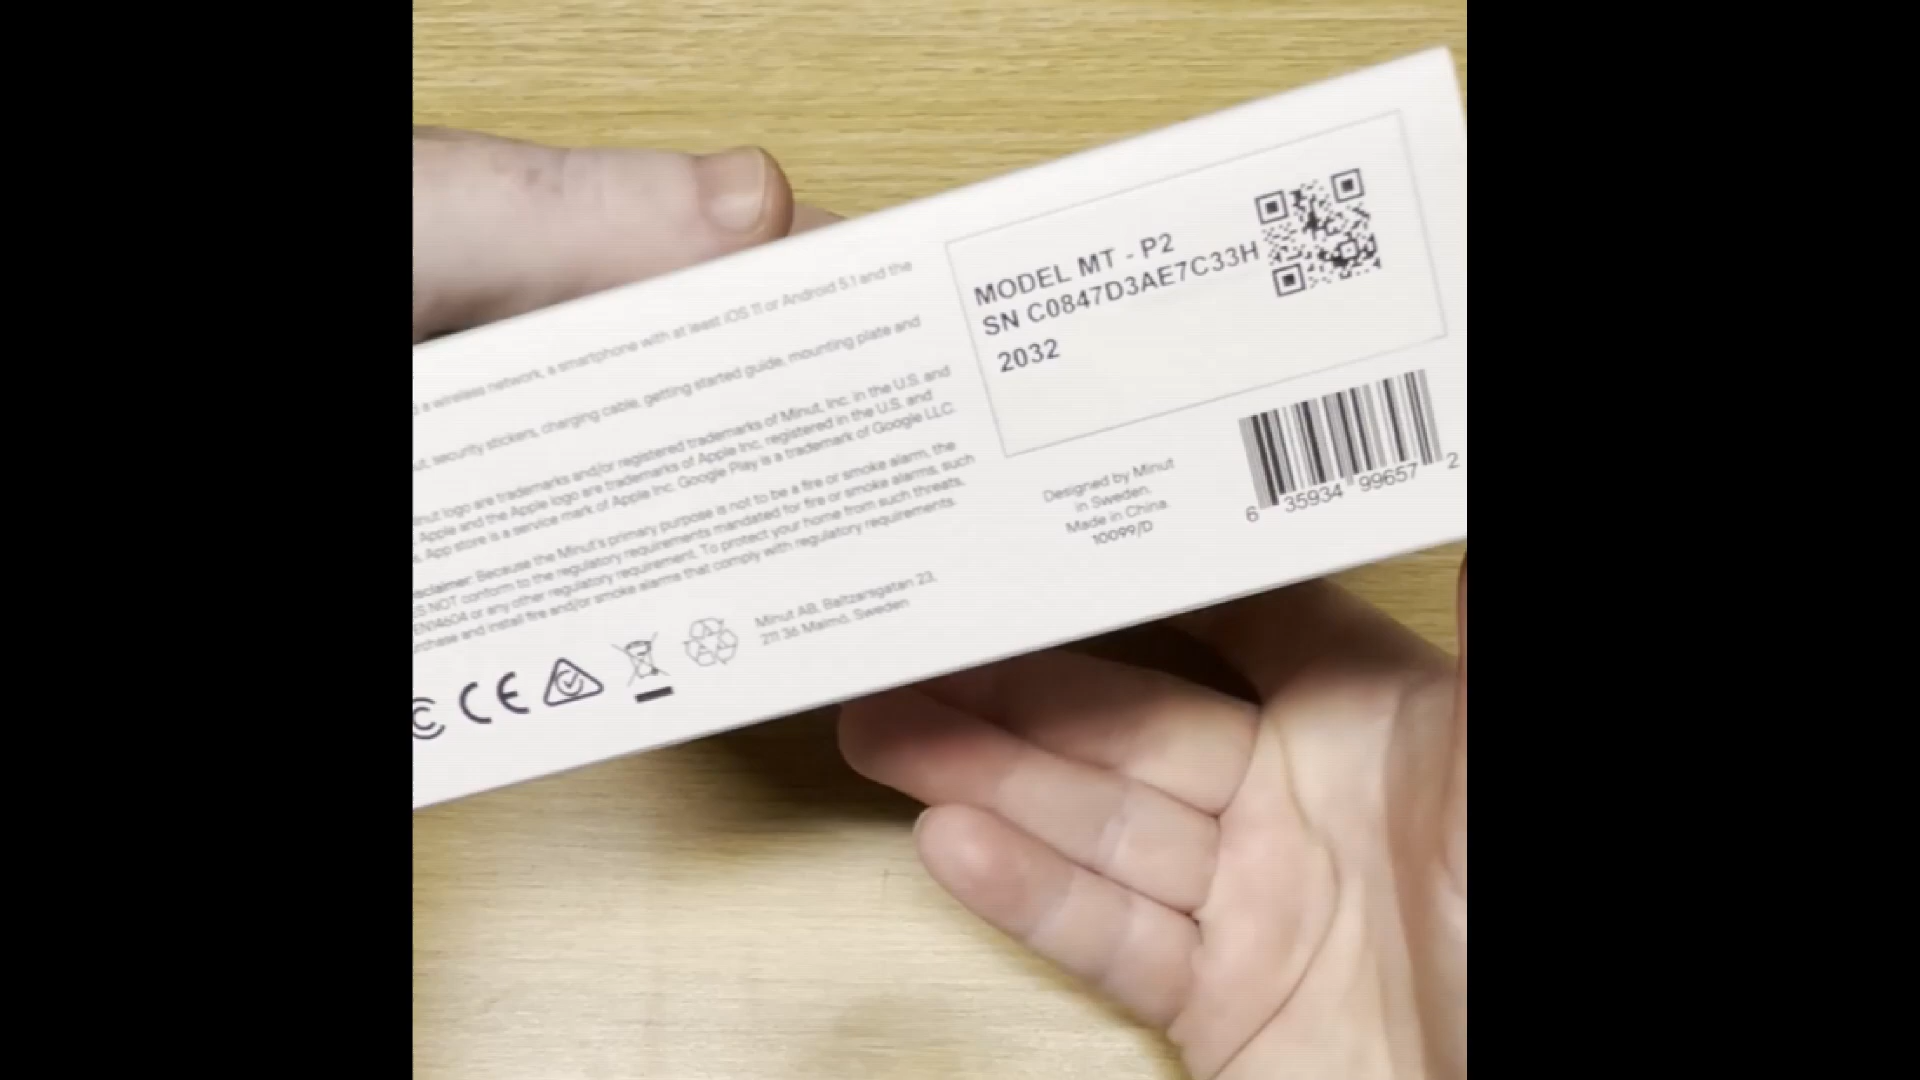 d a wireless network, a smartphone with at least iOS 11 or Android 5.1 and the
security stickers, charging cable, getting started guide, mounting plate and
logo are trademarks and/or registered trademarks of Minut, Inc. in the U.S. and
Apple and the Apple logo are trademarks of Apple Inc, registered in the U.S. and
App store is a service mark of Apple Inc. Google Play is a trademark of Google LLC.
Because the Minut's primary purpose is not to be a fire or smoke alarm, the
NOT conform to the regulatory requirements mandated for fire or smoke alarms, such
EN14604 or any other regulatory requirement. To protect your home from such threats,
and install fire and/or smoke alarms that comply with regulatory requirements.
CE
Minut AB, Baltzarsgatan 23,
211 36 Malmö, Sweden
MODEL MT - P2
SN C0847D3AE7C33H
2032
Designed by Minut
in Sweden.
Made in China.
10099/D
6 35934 99657 2